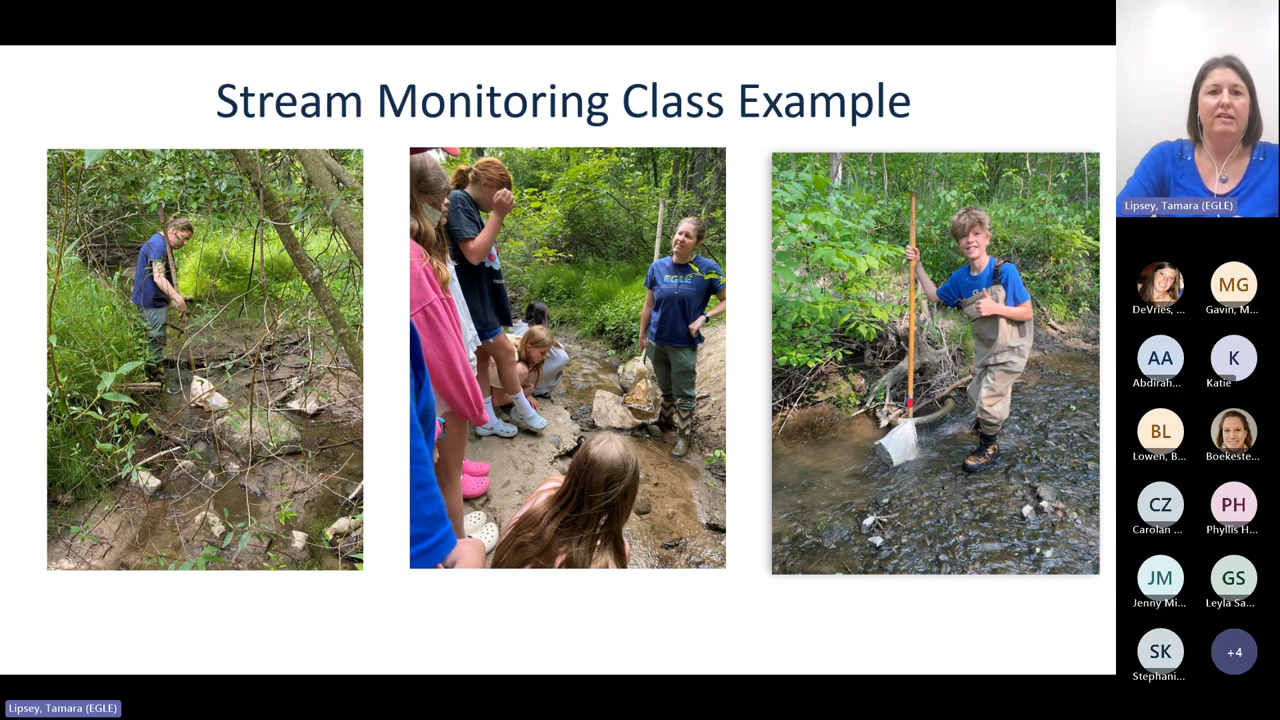 Stream Monitoring Class Example
EGLE
Lipsey, Tamara (EGLE)
DeVries, ...
MG
Gavin, M...
AA
Abdirah...
K
Katie
BL
Lowen, B...
Boekeste...
CZ
Carolan ...
PH
Phyllis H...
JM
Jenny Mi...
GS
Leyla Sa...
SK
Stephani...
+4
Lipsey, Tamara (EGLE)